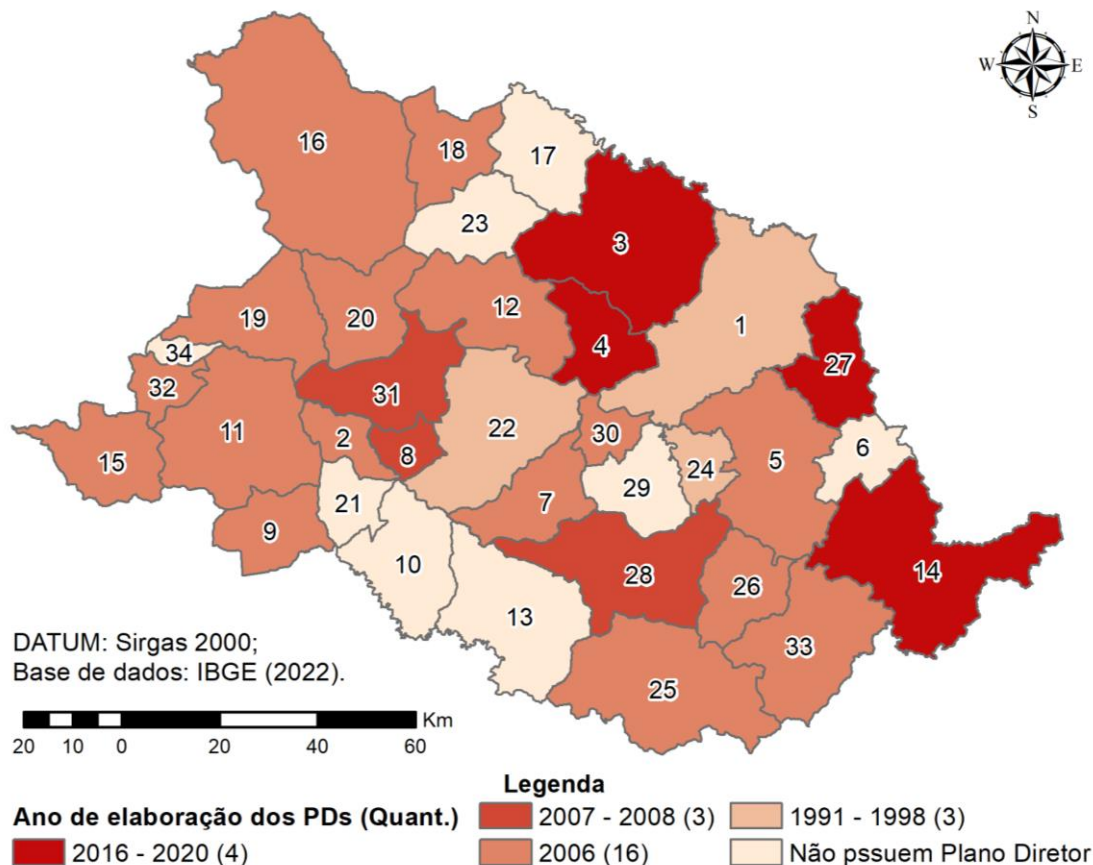 N
W E
S
16
18
17
23
3
12
1
19
20
4
34
27
32
31
11
22
2
30
6
15
8
24
5
29
21
7
9
10
28
14
26
13
33
25
DATUM: Sirgas 2000;
Base de dados: IBGE (2022).
Km
20 10 0 20 40 60
Legenda
Ano de elaboração dos PDs (Quant.)
2016 - 2020 (4)
2007 - 2008 (3)
2006 (16)
1991 - 1998 (3)
Não pssuem Plano Diretor